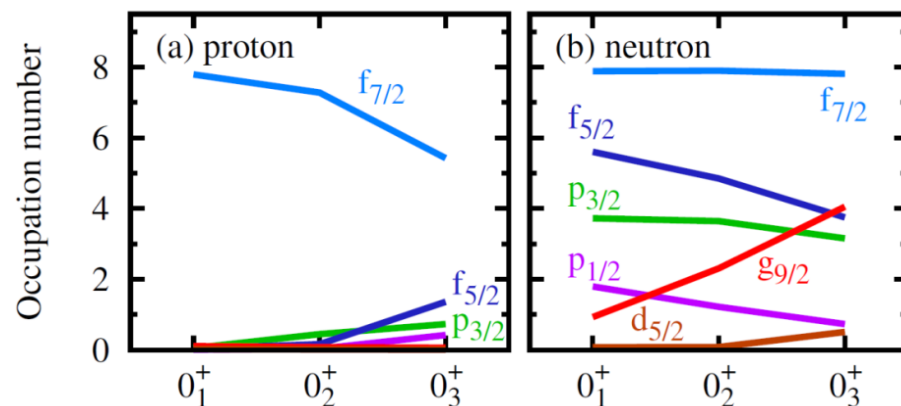 Occupation number
8
6
4
2
0
(a) proton
f7/2
f5/2
p3/2
0+1
0+2
0+3
(b) neutron
f7/2
f5/2
p3/2
p1/2
g9/2
d5/2
0+1
0+2
0+3